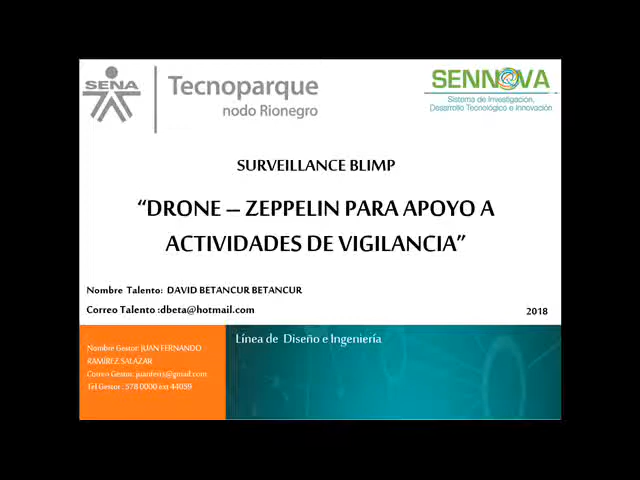 SENA
Tecnoparque
nodo Rionegro
SENNOVA
Sistema de Investigación,
Desarrollo Tecnológico e Innovación
SURVEILLANCE BLIMP
“DRONE – ZEPPELIN PARA APOYO A
ACTIVIDADES DE VIGILANCIA”
Nombre Talento: DAVID BETANCUR BETANCUR
Correo Talento :dbeta@hotmail.com
2018
Nombre Gestor: JUAN FERNANDO
RAMÍREZ SALAZAR
Correo Gestor: juanferis@gmail.com
Tel Gestor : 578 0000 ext 44059
Línea de Diseño e Ingeniería